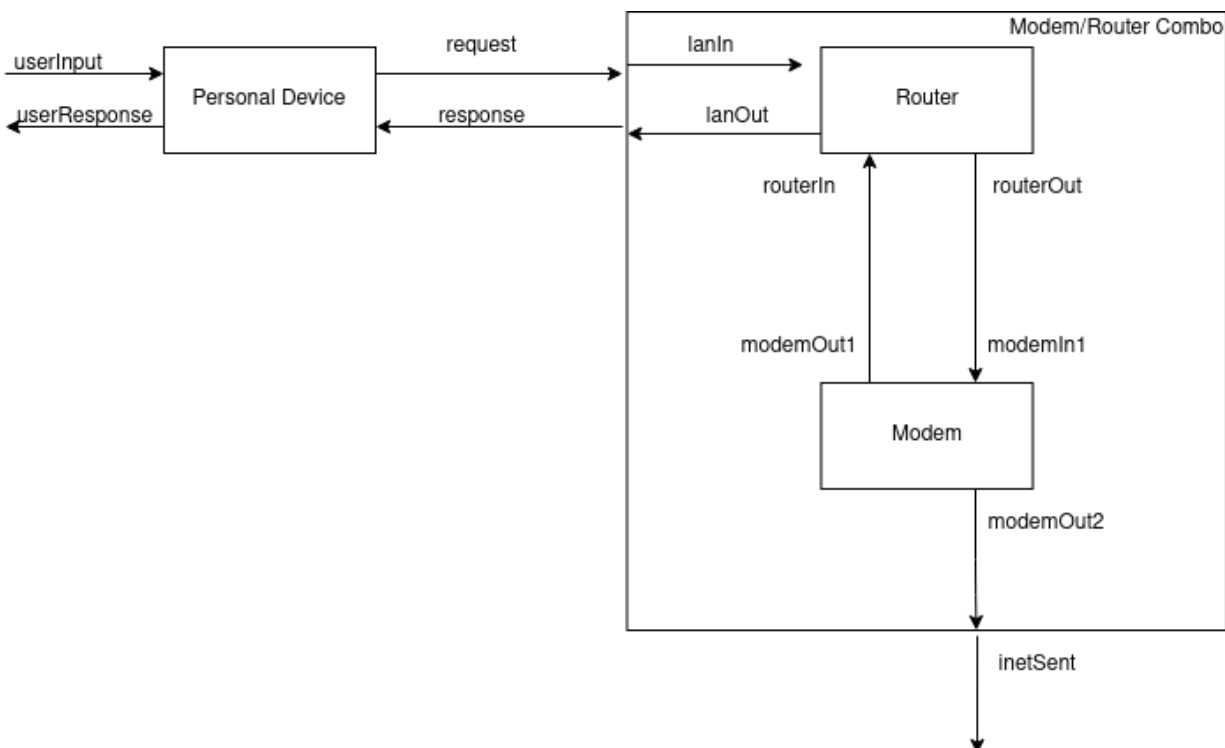 Modem/Router Combo
request
lanIn
userInput
Personal Device
Router
userResponse
response
lanOut
routerIn
routerOut
modemOut1
modemIn1
Modem
modemOut2
inetSent